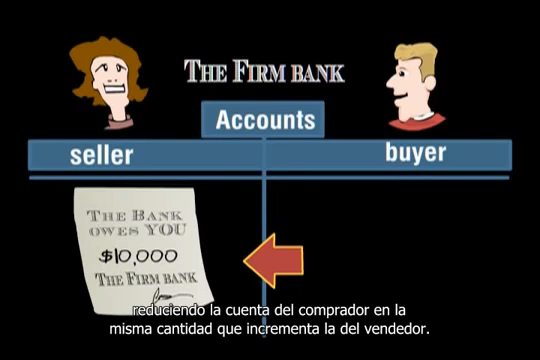 THE FIRM BANK
Accounts
seller
buyer
THE BANK
OWES YOU
$10,000
THE FIRM BANK
reduciendo la cuenta del comprador en la
misma cantidad que incrementa la del vendedor.